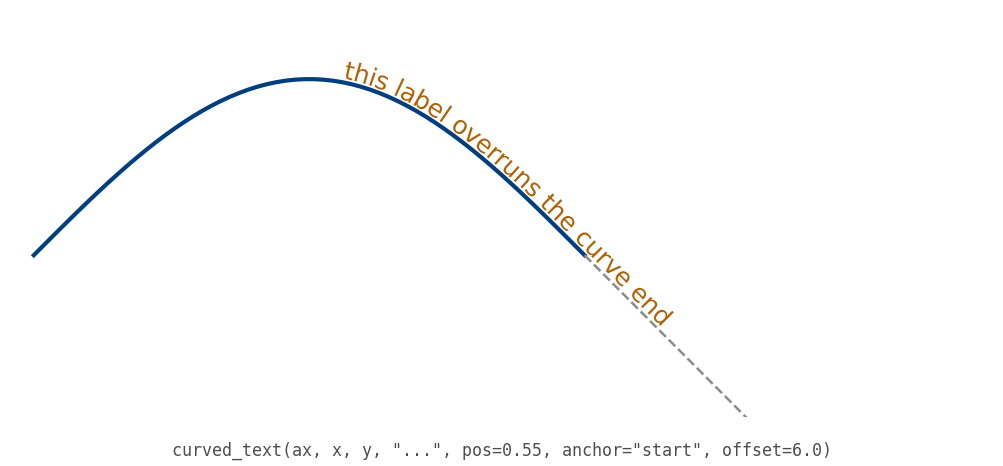 this label overruns the curve end
curved_text(ax, x, y, "...", pos=0.55, anchor="start", offset=6.0)